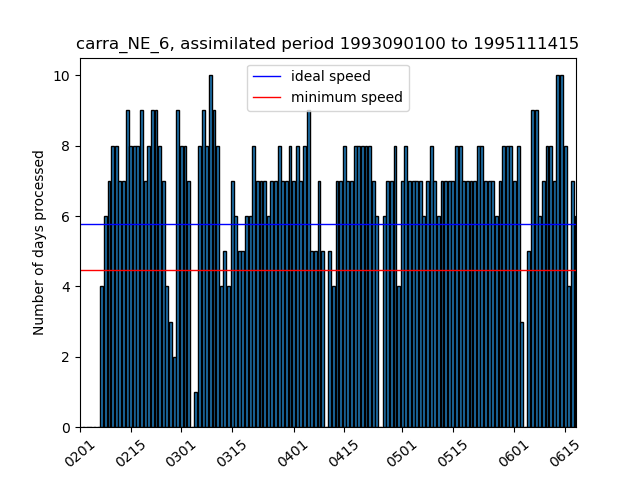 carra_NE_6, assimilated period 1993090100 to 1995111415
ideal speed
minimum speed
Number of days processed
10
8
6
4
2
0
0201 0215 0301 0315 0401 0415 0501 0515 0601 0615